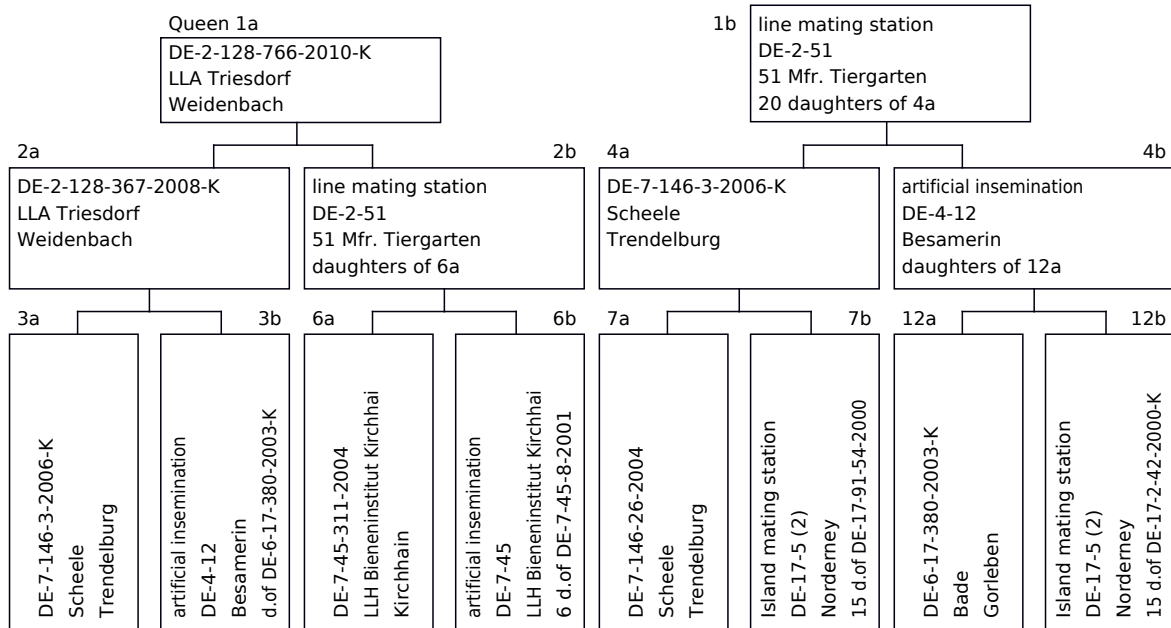 Queen 1a
DE-2-128-766-2010-K
LLA Triesdorf
Weidenbach
1b
line mating station
DE-2-51
51 Mfr. Tiergarten
20 daughters of 4a
2a
DE-2-128-367-2008-K
LLA Triesdorf
Weidenbach
2b
line mating station
DE-2-51
51 Mfr. Tiergarten
daughters of 6a
4a
DE-7-146-3-2006-K
Scheele
Trendelburg
4b
artificial insemination
DE-4-12
Besamerin
daughters of 12a
3a
DE-7-146-3-2006-K
Scheele
Trendelburg
3b
artificial insemination
DE-4-12
Besamerin
d.of DE-6-17-380-2003-K
6a
DE-7-45-311-2004
LLH Bieneninstitut Kirchhai
Kirchhain
6b
artificial insemination
DE-7-45
LLH Bieneninstitut Kirchhai
6 d.of DE-7-45-8-2001
7a
DE-7-146-26-2004
Scheele
Trendelburg
7b
Island mating station
DE-17-5 (2)
Norderney
15 d.of DE-17-91-54-2000
12a
DE-6-17-380-2003-K
Bade
Gorleben
12b
Island mating station
DE-17-5 (2)
Norderney
15 d.of DE-17-2-42-2000-K